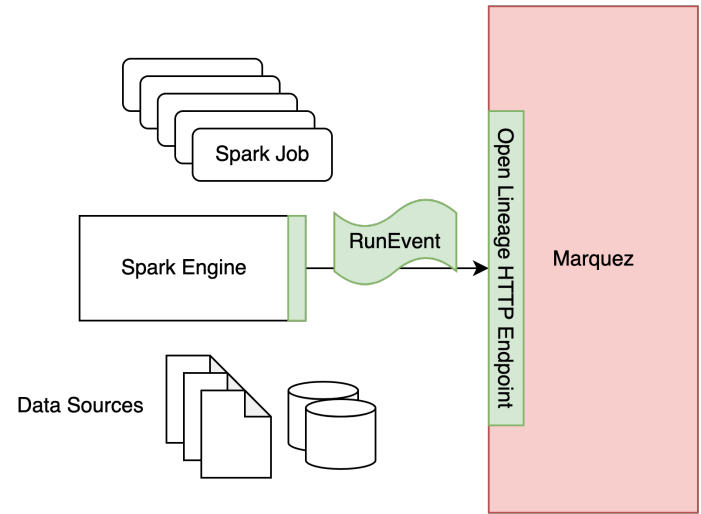 Spark Job
Spark Engine
RunEvent
Open Lineage HTTP Endpoint
Marquez
Data Sources